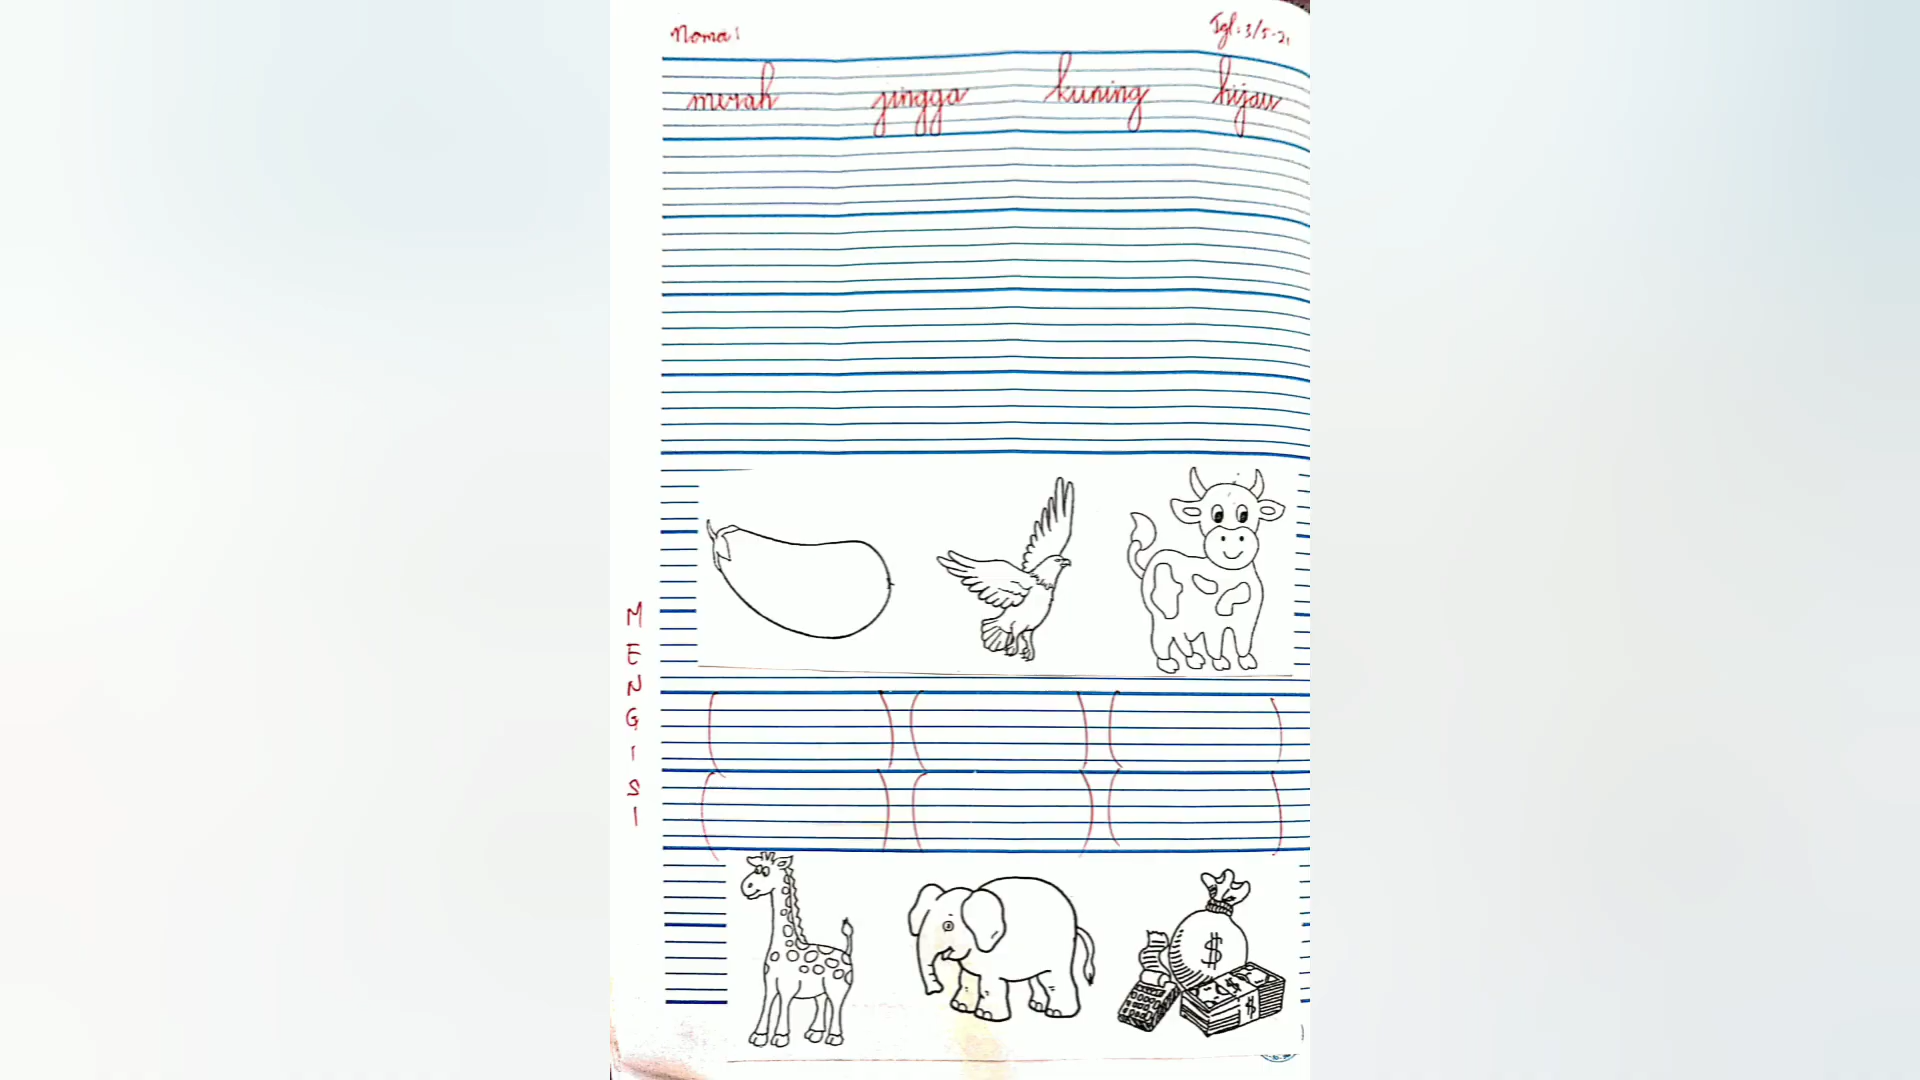 Nama: Tgl: 3/5-21
merah jingga kuning hijau
MENGISI
$
$
$